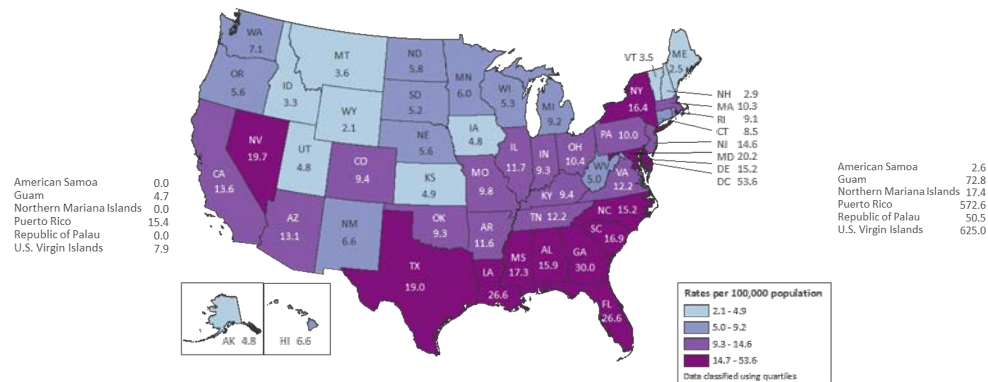 WA
7.1
OR
5.6
CA
13.6
NV
19.7
ID
3.3
MT
3.6
WY
2.1
UT
4.8
CO
9.4
AZ
13.1
NM
6.6
ND
5.8
SD
5.2
NE
5.6
KS
4.9
OK
9.3
TX
19.0
MN
6.0
IA
4.8
MO
9.8
AR
11.6
LA
26.6
WI
5.3
IL
11.7
MI
9.2
IN
9.3
OH
10.4
KY 9.4
TN 12.2
MS
17.3
AL
15.9
GA
30.0
FL
26.6
SC
16.9
NC 15.2
VA
12.2
WV
5.0
PA 10.0
NY
16.4
VT 3.5
ME
2.5
NH 2.9
MA 10.3
RI 9.1
CT 8.5
NJ 14.6
MD 20.2
DE 15.2
DC 53.6
AK 4.8
HI 6.6
American Samoa 0.0
Guam 4.7
Northern Mariana Islands 0.0
Puerto Rico 15.4
Republic of Palau 0.0
U.S. Virgin Islands 7.9
American Samoa 2.6
Guam 72.8
Northern Mariana Islands 17.4
Puerto Rico 572.6
Republic of Palau 50.5
U.S. Virgin Islands 625.0
Rates per 100,000 population
2.1 - 4.9
5.0 - 9.2
9.3 - 14.6
14.7 - 53.6
Data classified using quartiles